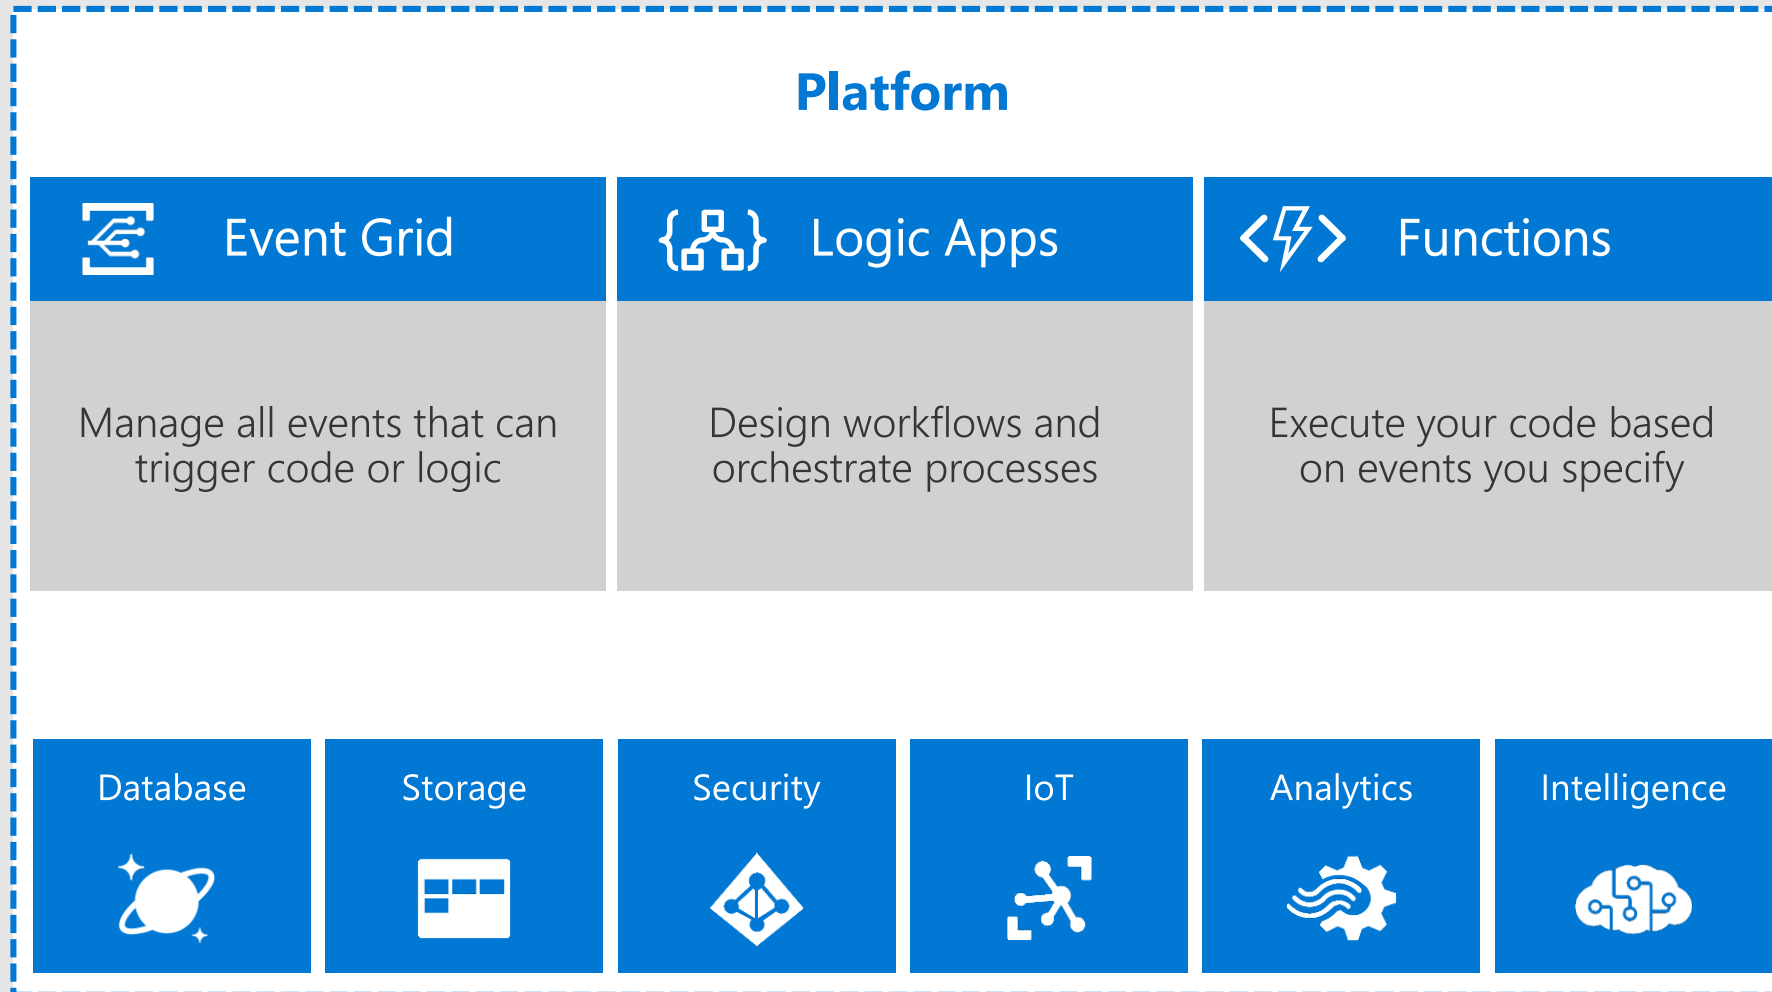 Platform
Event Grid
Logic Apps
Functions
Manage all events that can
trigger code or logic
Design workflows and
orchestrate processes
Execute your code based
on events you specify
Database
Storage
Security
IoT
Analytics
Intelligence